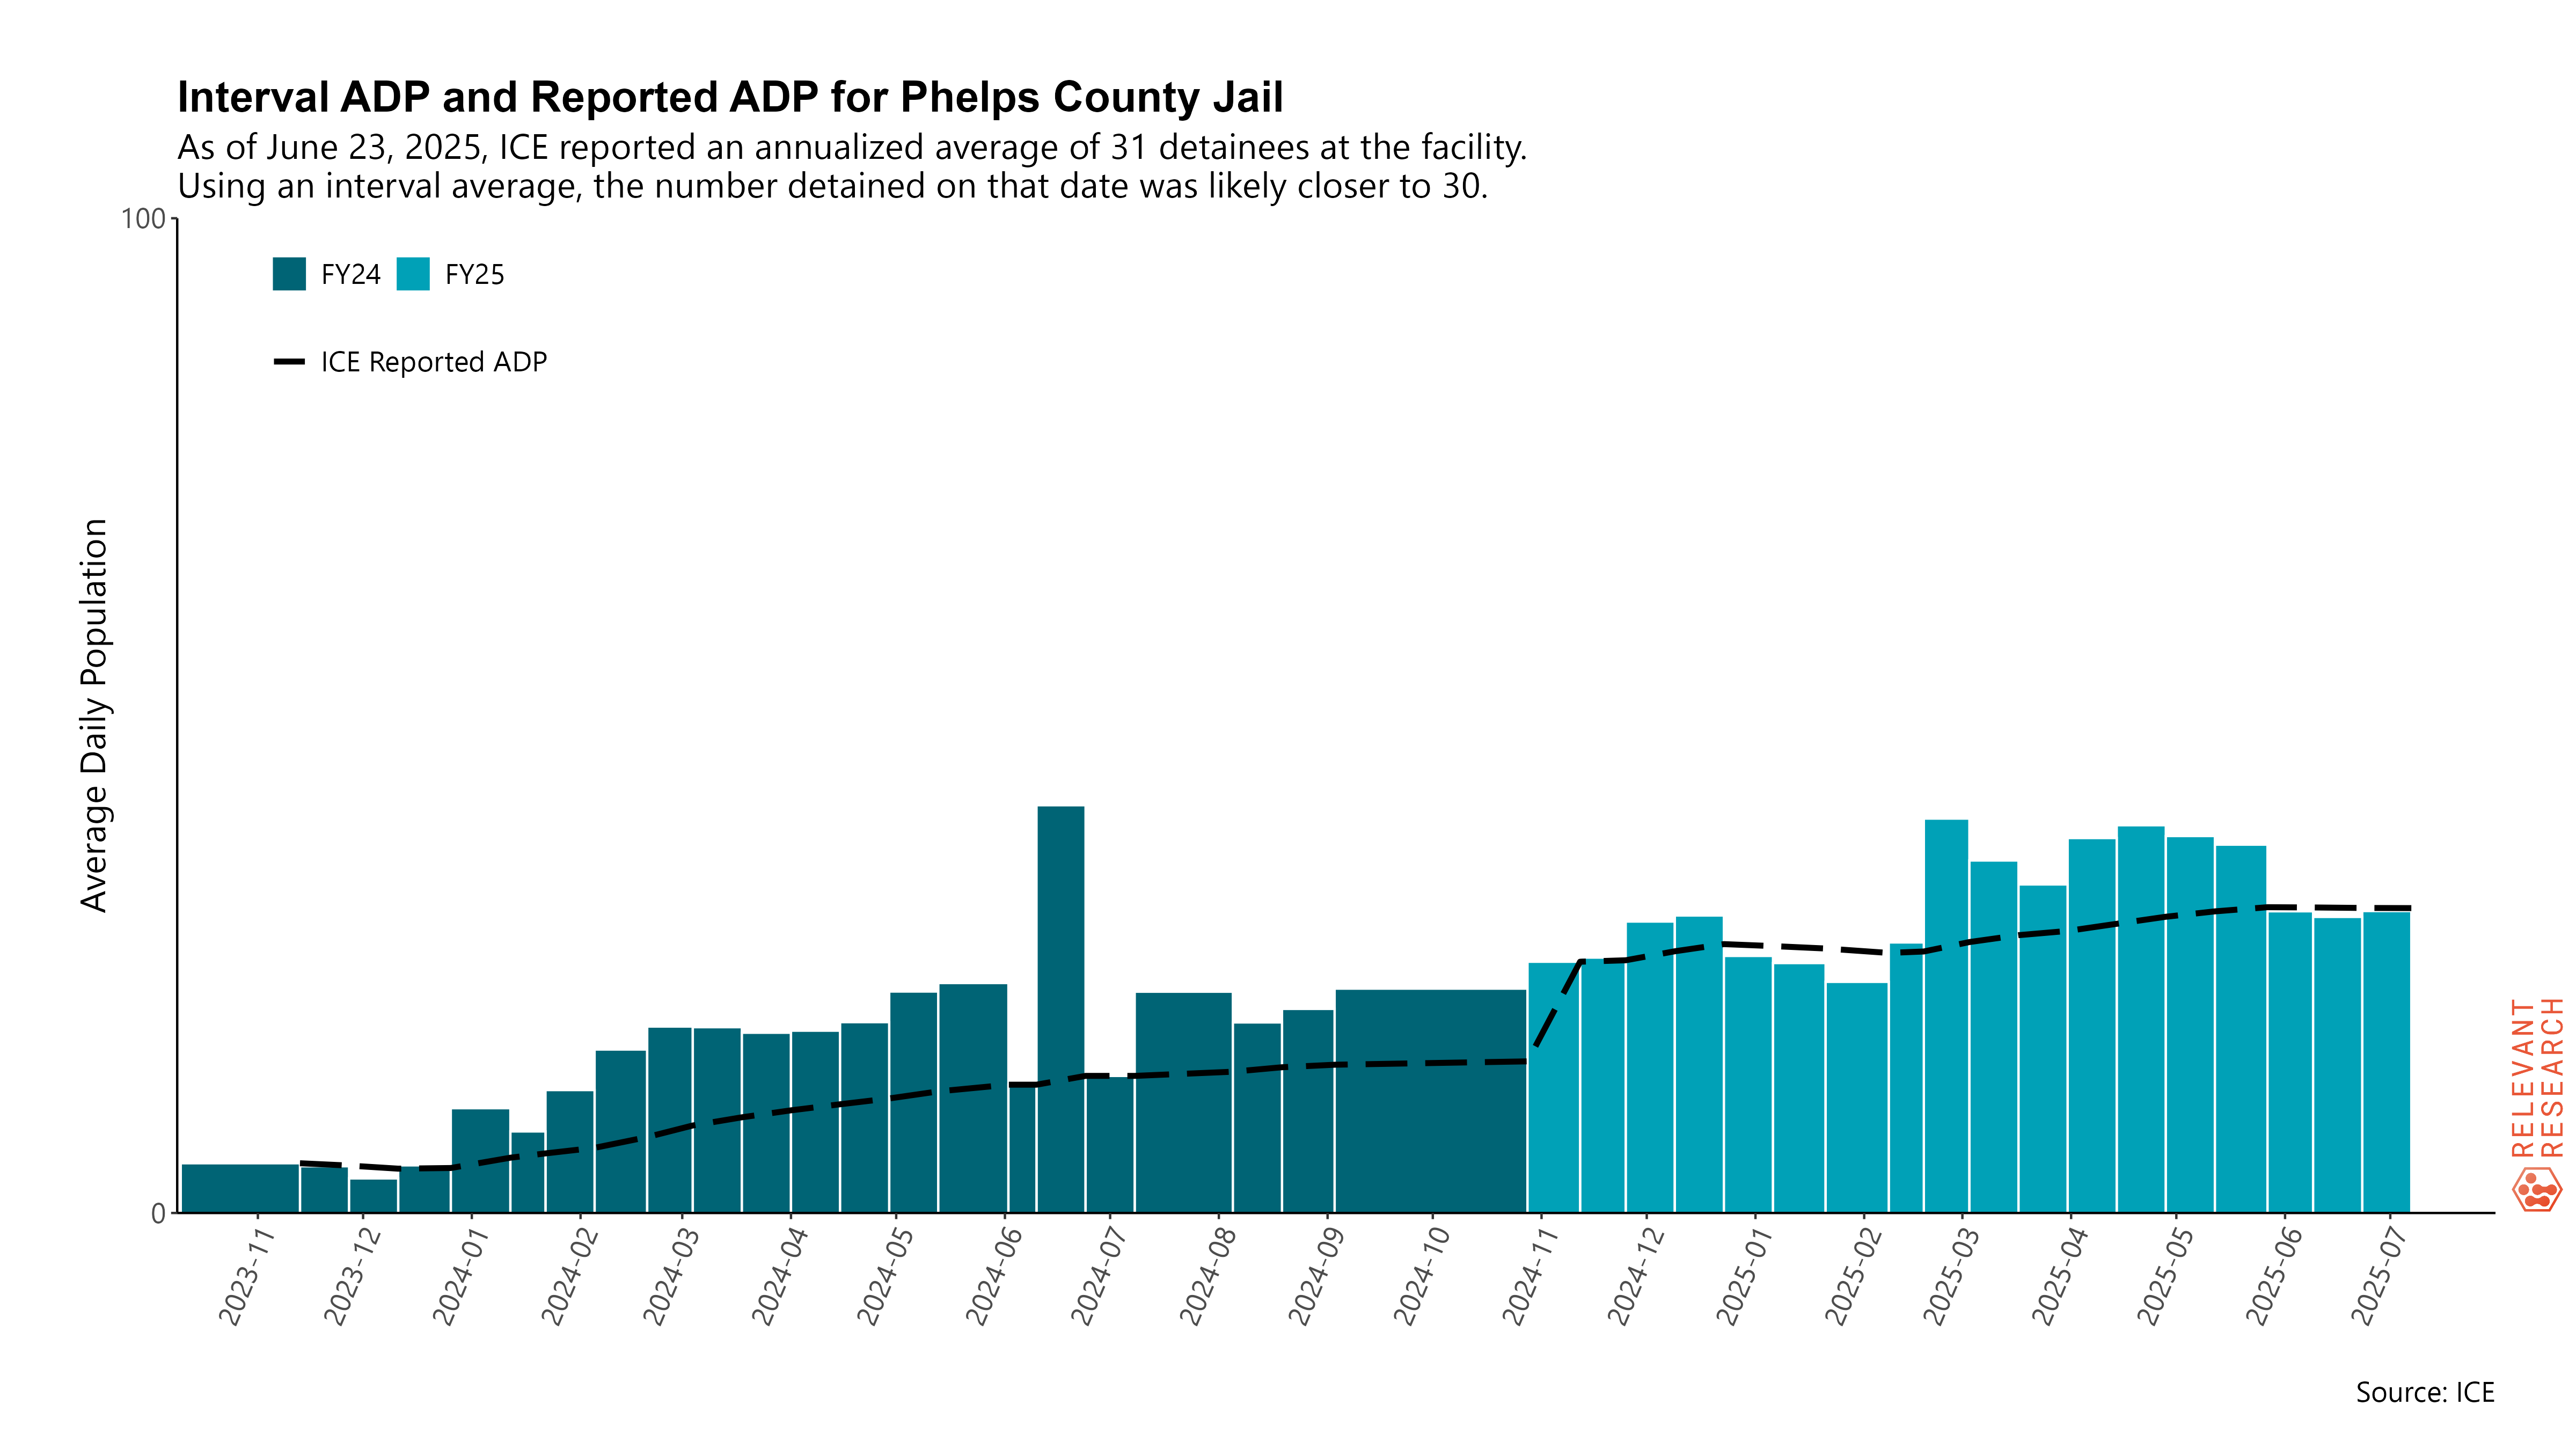 Interval ADP and Reported ADP for Phelps County Jail
As of June 23, 2025, ICE reported an annualized average of 31 detainees at the facility.
Using an interval average, the number detained on that date was likely closer to 30.
100
FY24
FY25
ICE Reported ADP
Average Daily Population
0
2023-11
2023-12
2024-01
2024-02
2024-03
2024-04
2024-05
2024-06
2024-07
2024-08
2024-09
2024-10
2024-11
2024-12
2025-01
2025-02
2025-03
2025-04
2025-05
2025-06
2025-07
RELEVANT
RESEARCH
Source: ICE